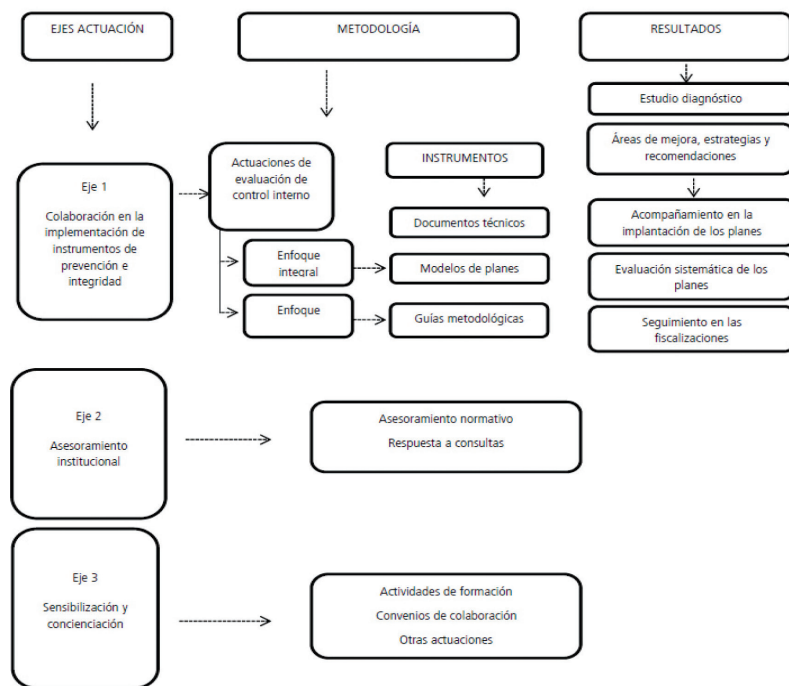 EJES ACTUACIÓN
METODOLOGÍA
RESULTADOS
Estudio diagnóstico
Áreas de mejora, estrategias y
recomendaciones
Acompañamiento en la
implantación de los planes
Evaluación sistemática de los
planes
Seguimiento en las
fiscalizaciones
Eje 1
Colaboración en la
implementación de
instrumentos de
prevención e
integridad
Actuaciones de
evaluación de
control interno
Enfoque
integral
Enfoque
INSTRUMENTOS
Documentos técnicos
Modelos de planes
Guías metodológicas
Eje 2
Asesoramiento
institucional
Asesoramiento normativo
Respuesta a consultas
Eje 3
Sensibilización y
concienciación
Actividades de formación
Convenios de colaboración
Otras actuaciones